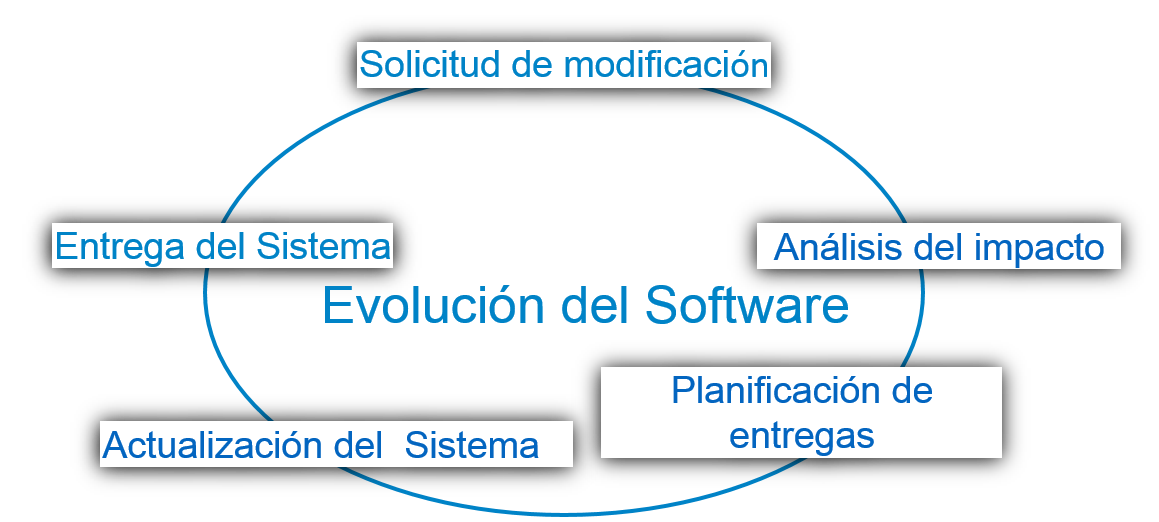 Solicitud de modificación
Entrega del Sistema
Análisis del impacto
Evolución del Software
Planificación de
entregas
Actualización del  Sistema